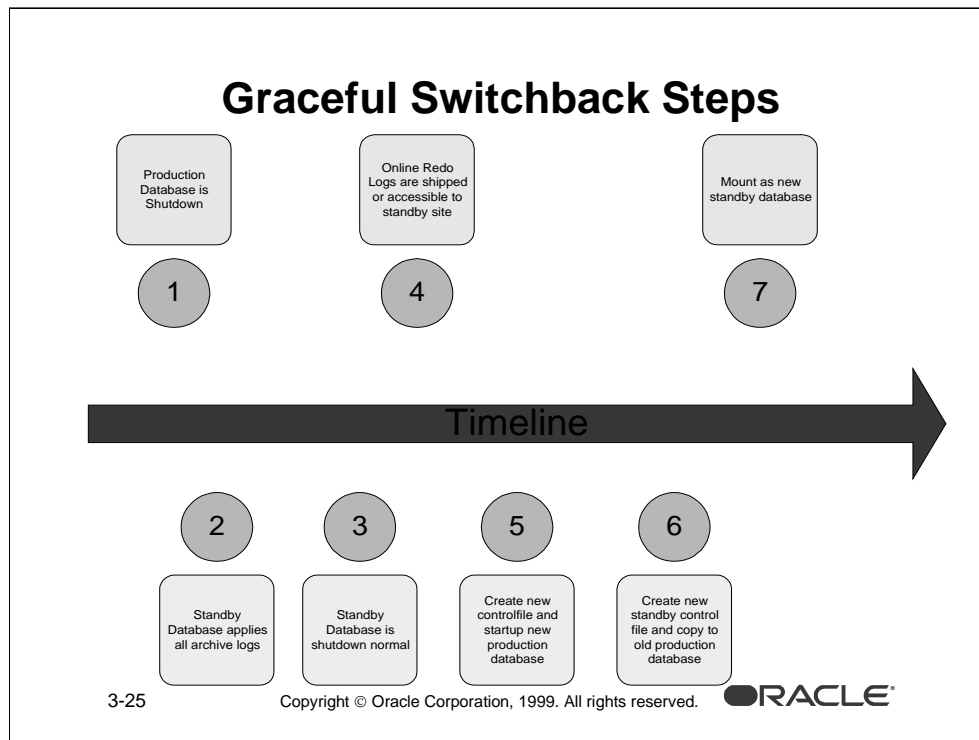 Graceful Switchback Steps
Production
Database is
Shutdown
Online Redo
Logs are shipped
or accessible to
standby site
Mount as new
standby database
1
4
7
Timeline
2
3
5
6
Standby
Database applies
all archive logs
Standby
Database is
shutdown normal
Create new
controlfile and
startup new
production
database
Create new
standby control
file and copy to
old production
database
3-25
Copyright © Oracle Corporation, 1999. All rights reserved.
ORACLE®